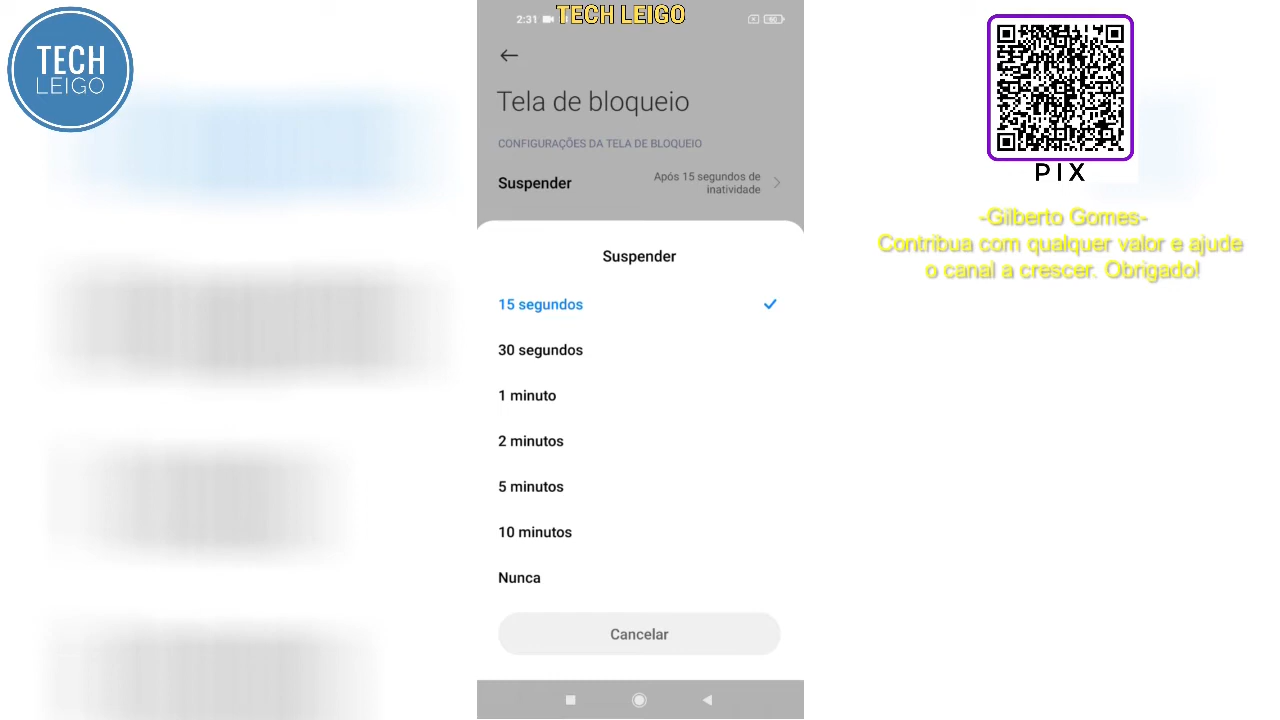 TECH
LEIGO
2:31
TECH LEIGO
Tela de bloqueio
CONFIGURAÇÕES DA TELA DE BLOQUEIO
Suspender
Após 15 segundos de
inatividade
Suspender
15 segundos
30 segundos
1 minuto
2 minutos
5 minutos
10 minutos
Nunca
Cancelar
PIX
-Gilberto Gomes-
Contribua com qualquer valor e ajude
o canal a crescer. Obrigado!